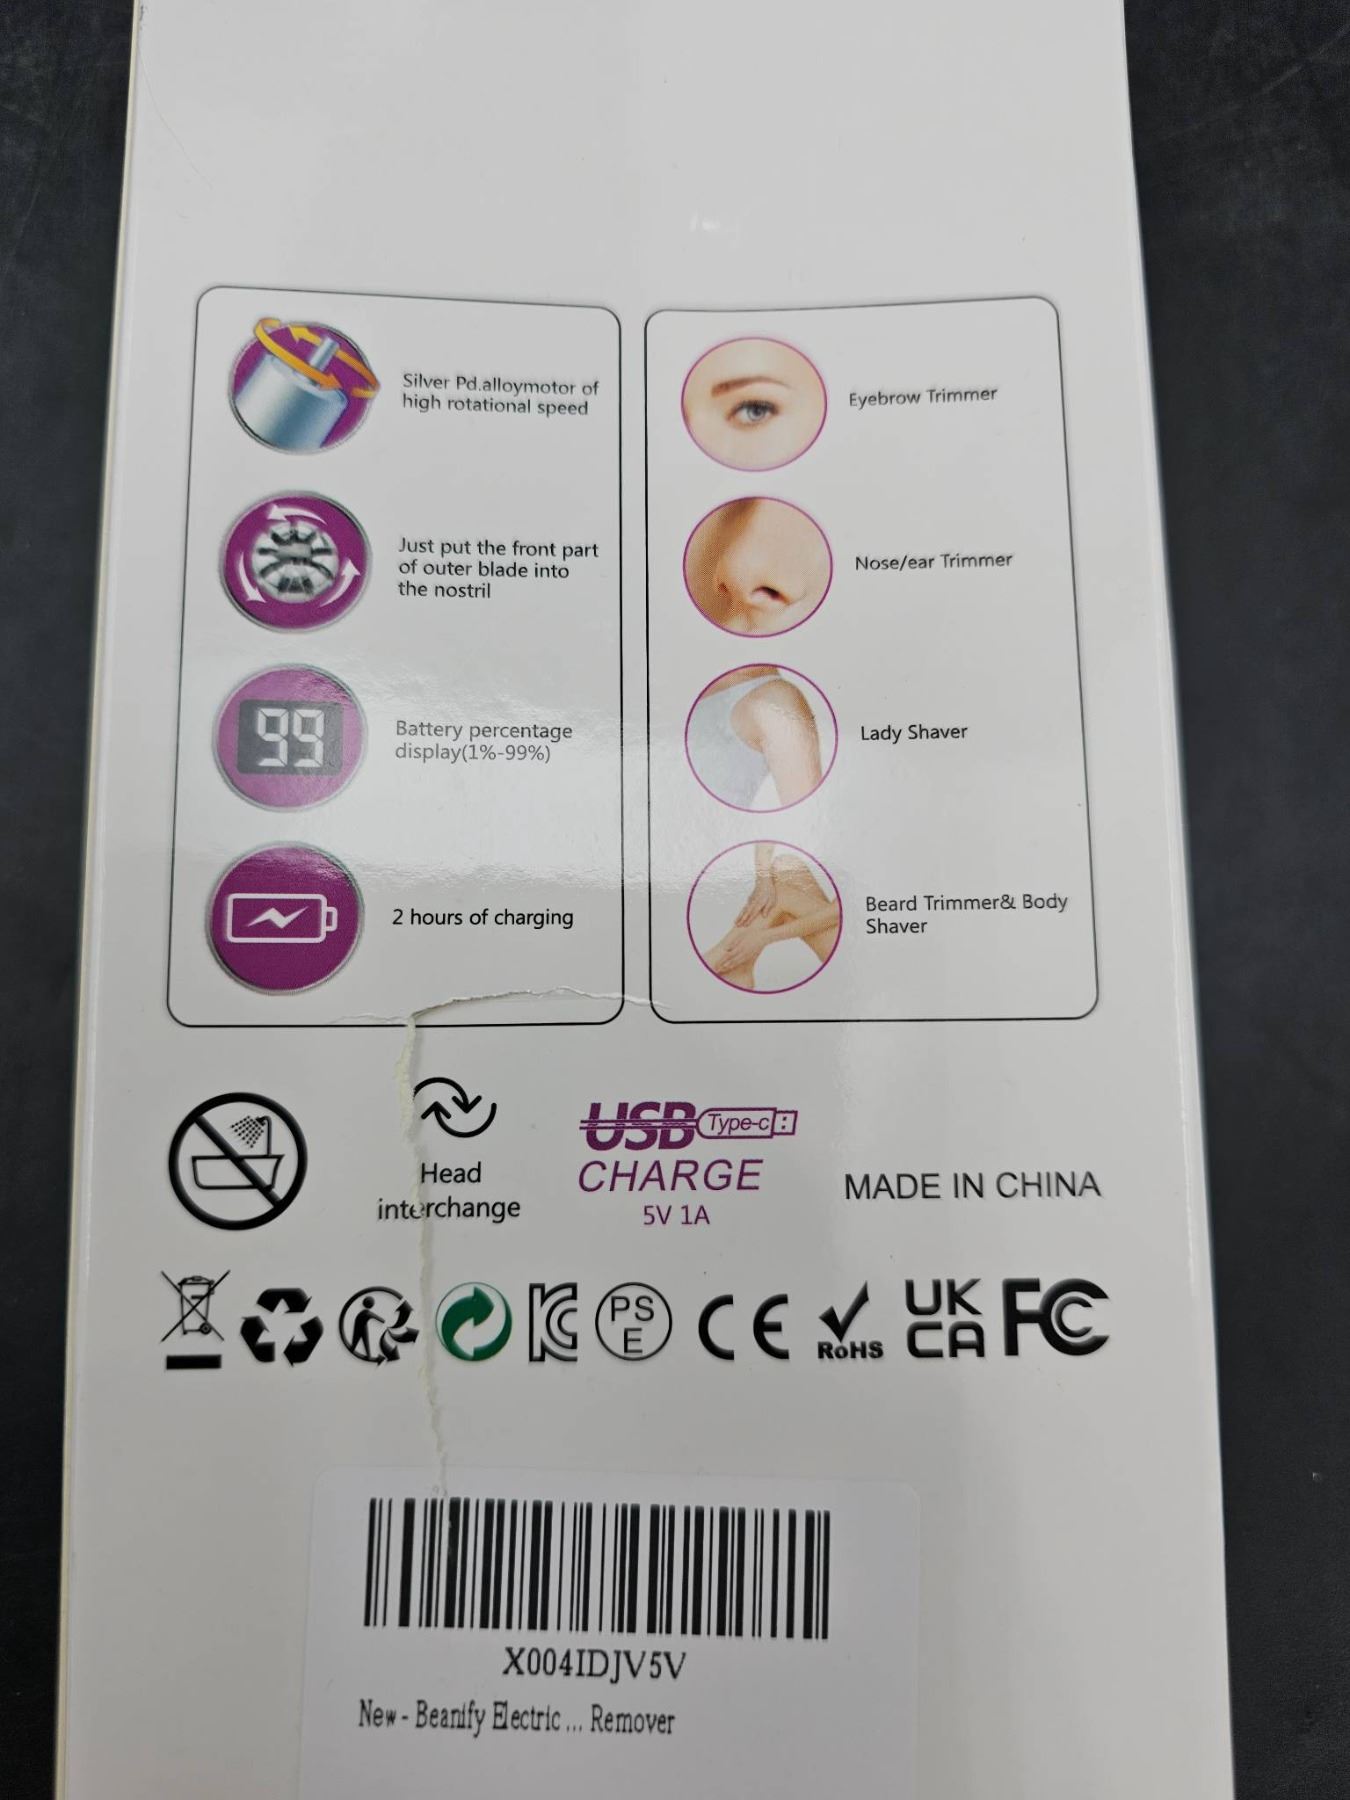 Silver Pd.alloymotor of
high rotational speed
Just put the front part
of outer blade into
the nostril
99
Battery percentage
display(1%-99%)
2 hours of charging
Eyebrow Trimmer
Nose/ear Trimmer
Lady Shaver
Beard Trimmer& Body
Shaver
Head
interchange
USB Type-c
CHARGE
5V 1A
MADE IN CHINA
PS
E
CE
RoHS
UK
CA
FC
X004IDJV5V
New - Beanify Electric ... Remover